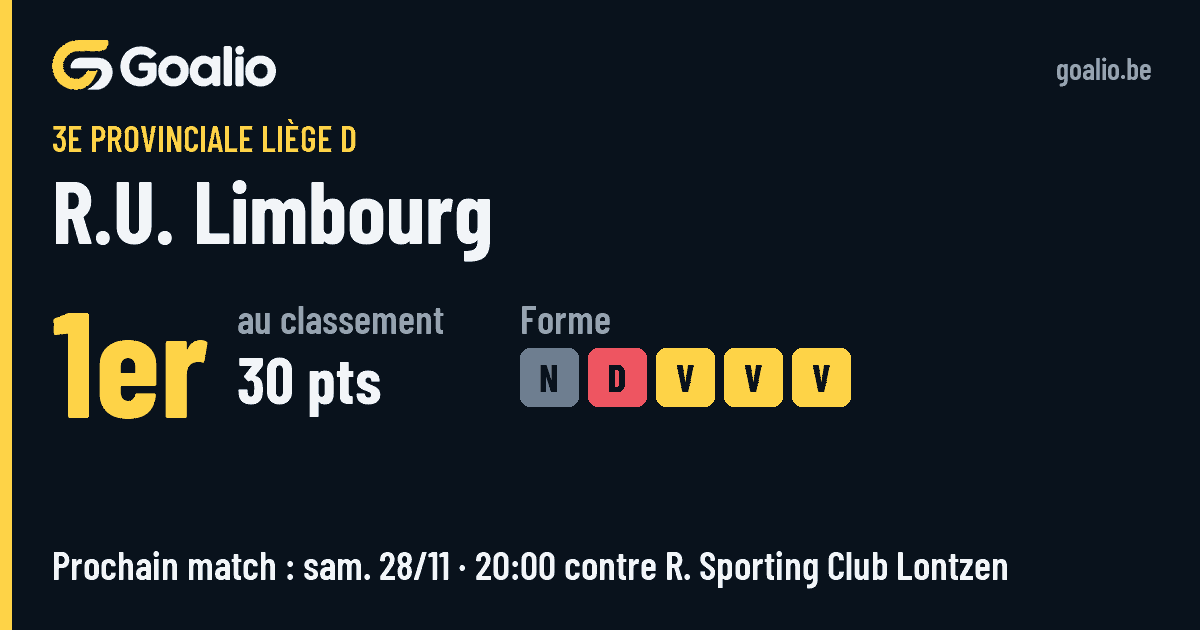 Goalio
goalio.be
3E PROVINCIALE LIÈGE D
R.U. Limbourg
1er
au classement
30 pts
Forme
N D V V V
Prochain match : sam. 28/11 · 20:00 contre R. Sporting Club Lontzen